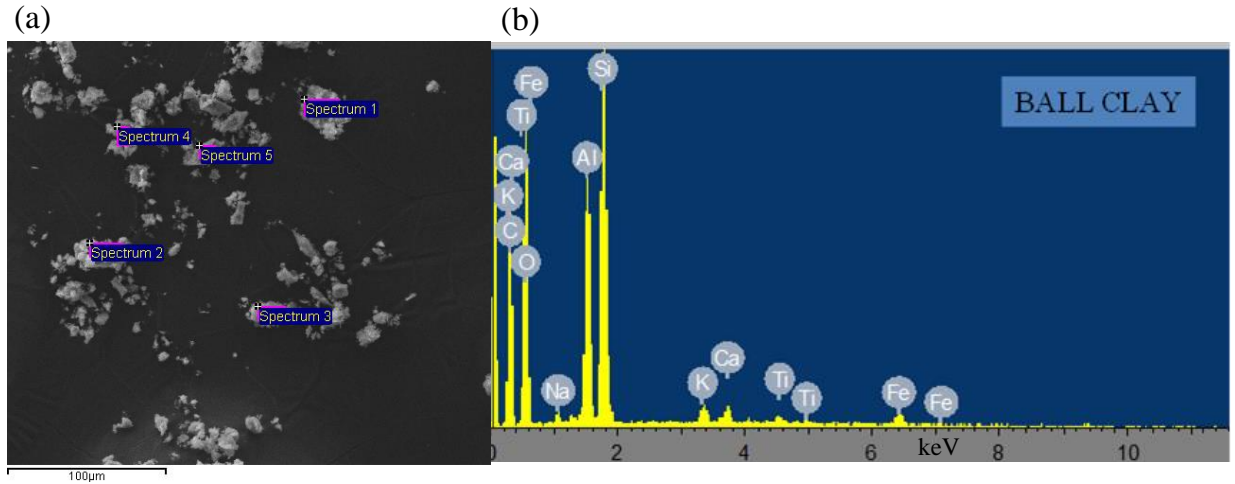 (a)
(b)
Spectrum 1
Spectrum 4
Spectrum 5
Spectrum 2
Spectrum 3
100µm
BALL CLAY
Si
Fe
Ti
Ca
Al
K
C
O
Na
K
Ca
Ti
Ti
Fe
Fe
0 2 4 6 keV 8 10